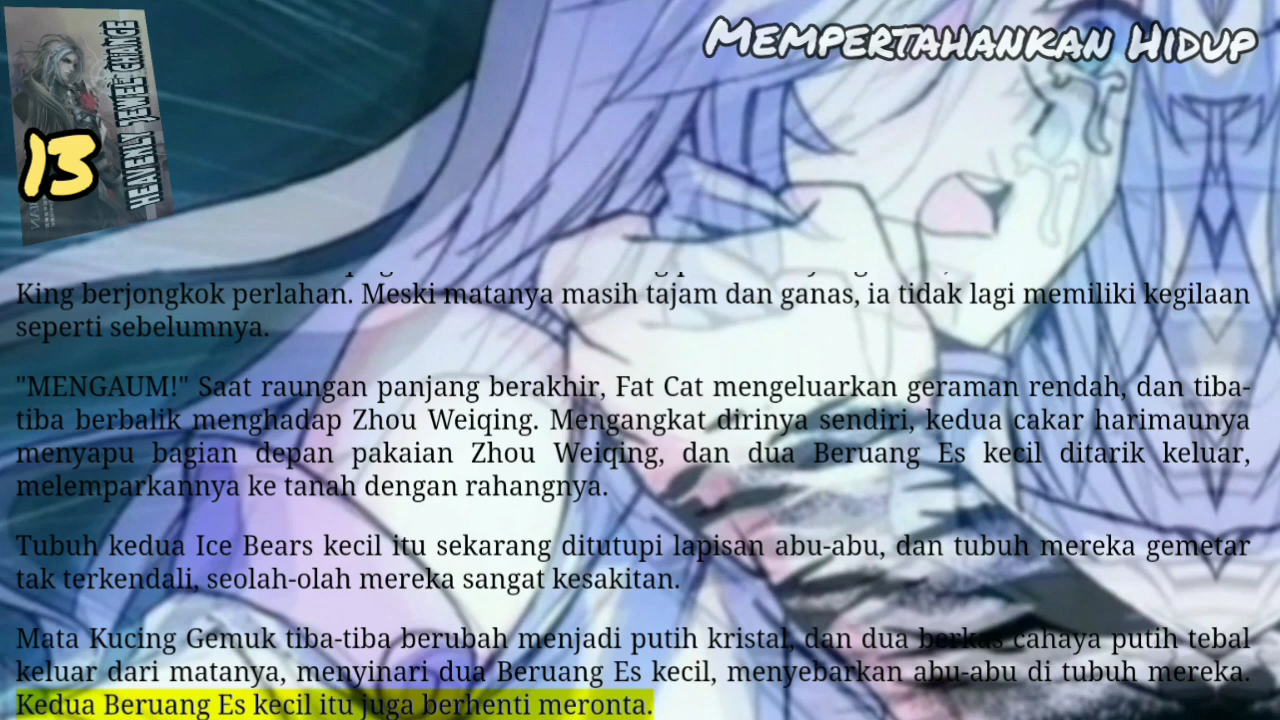 Mempertahankan Hidup
HEAVENLY JEWEL CHANGE
13
King berjongkok perlahan. Meski matanya masih tajam dan ganas, ia tidak lagi memiliki kegilaan
seperti sebelumnya.
"MENGAUM!" Saat raungan panjang berakhir, Fat Cat mengeluarkan geraman rendah, dan tiba-
tiba berbalik menghadap Zhou Weiqing. Mengangkat dirinya sendiri, kedua cakar harimaunya
menyapu bagian depan pakaian Zhou Weiqing, dan dua Beruang Es kecil ditarik keluar,
melemparkannya ke tanah dengan rahangnya.
Tubuh kedua Ice Bears kecil itu sekarang ditutupi lapisan abu-abu, dan tubuh mereka gemetar
tak terkendali, seolah-olah mereka sangat kesakitan.
Mata Kucing Gemuk tiba-tiba berubah menjadi putih kristal, dan dua berkas cahaya putih tebal
keluar dari matanya, menyinari dua Beruang Es kecil, menyebarkan abu-abu di tubuh mereka.
Kedua Beruang Es kecil itu juga berhenti meronta.